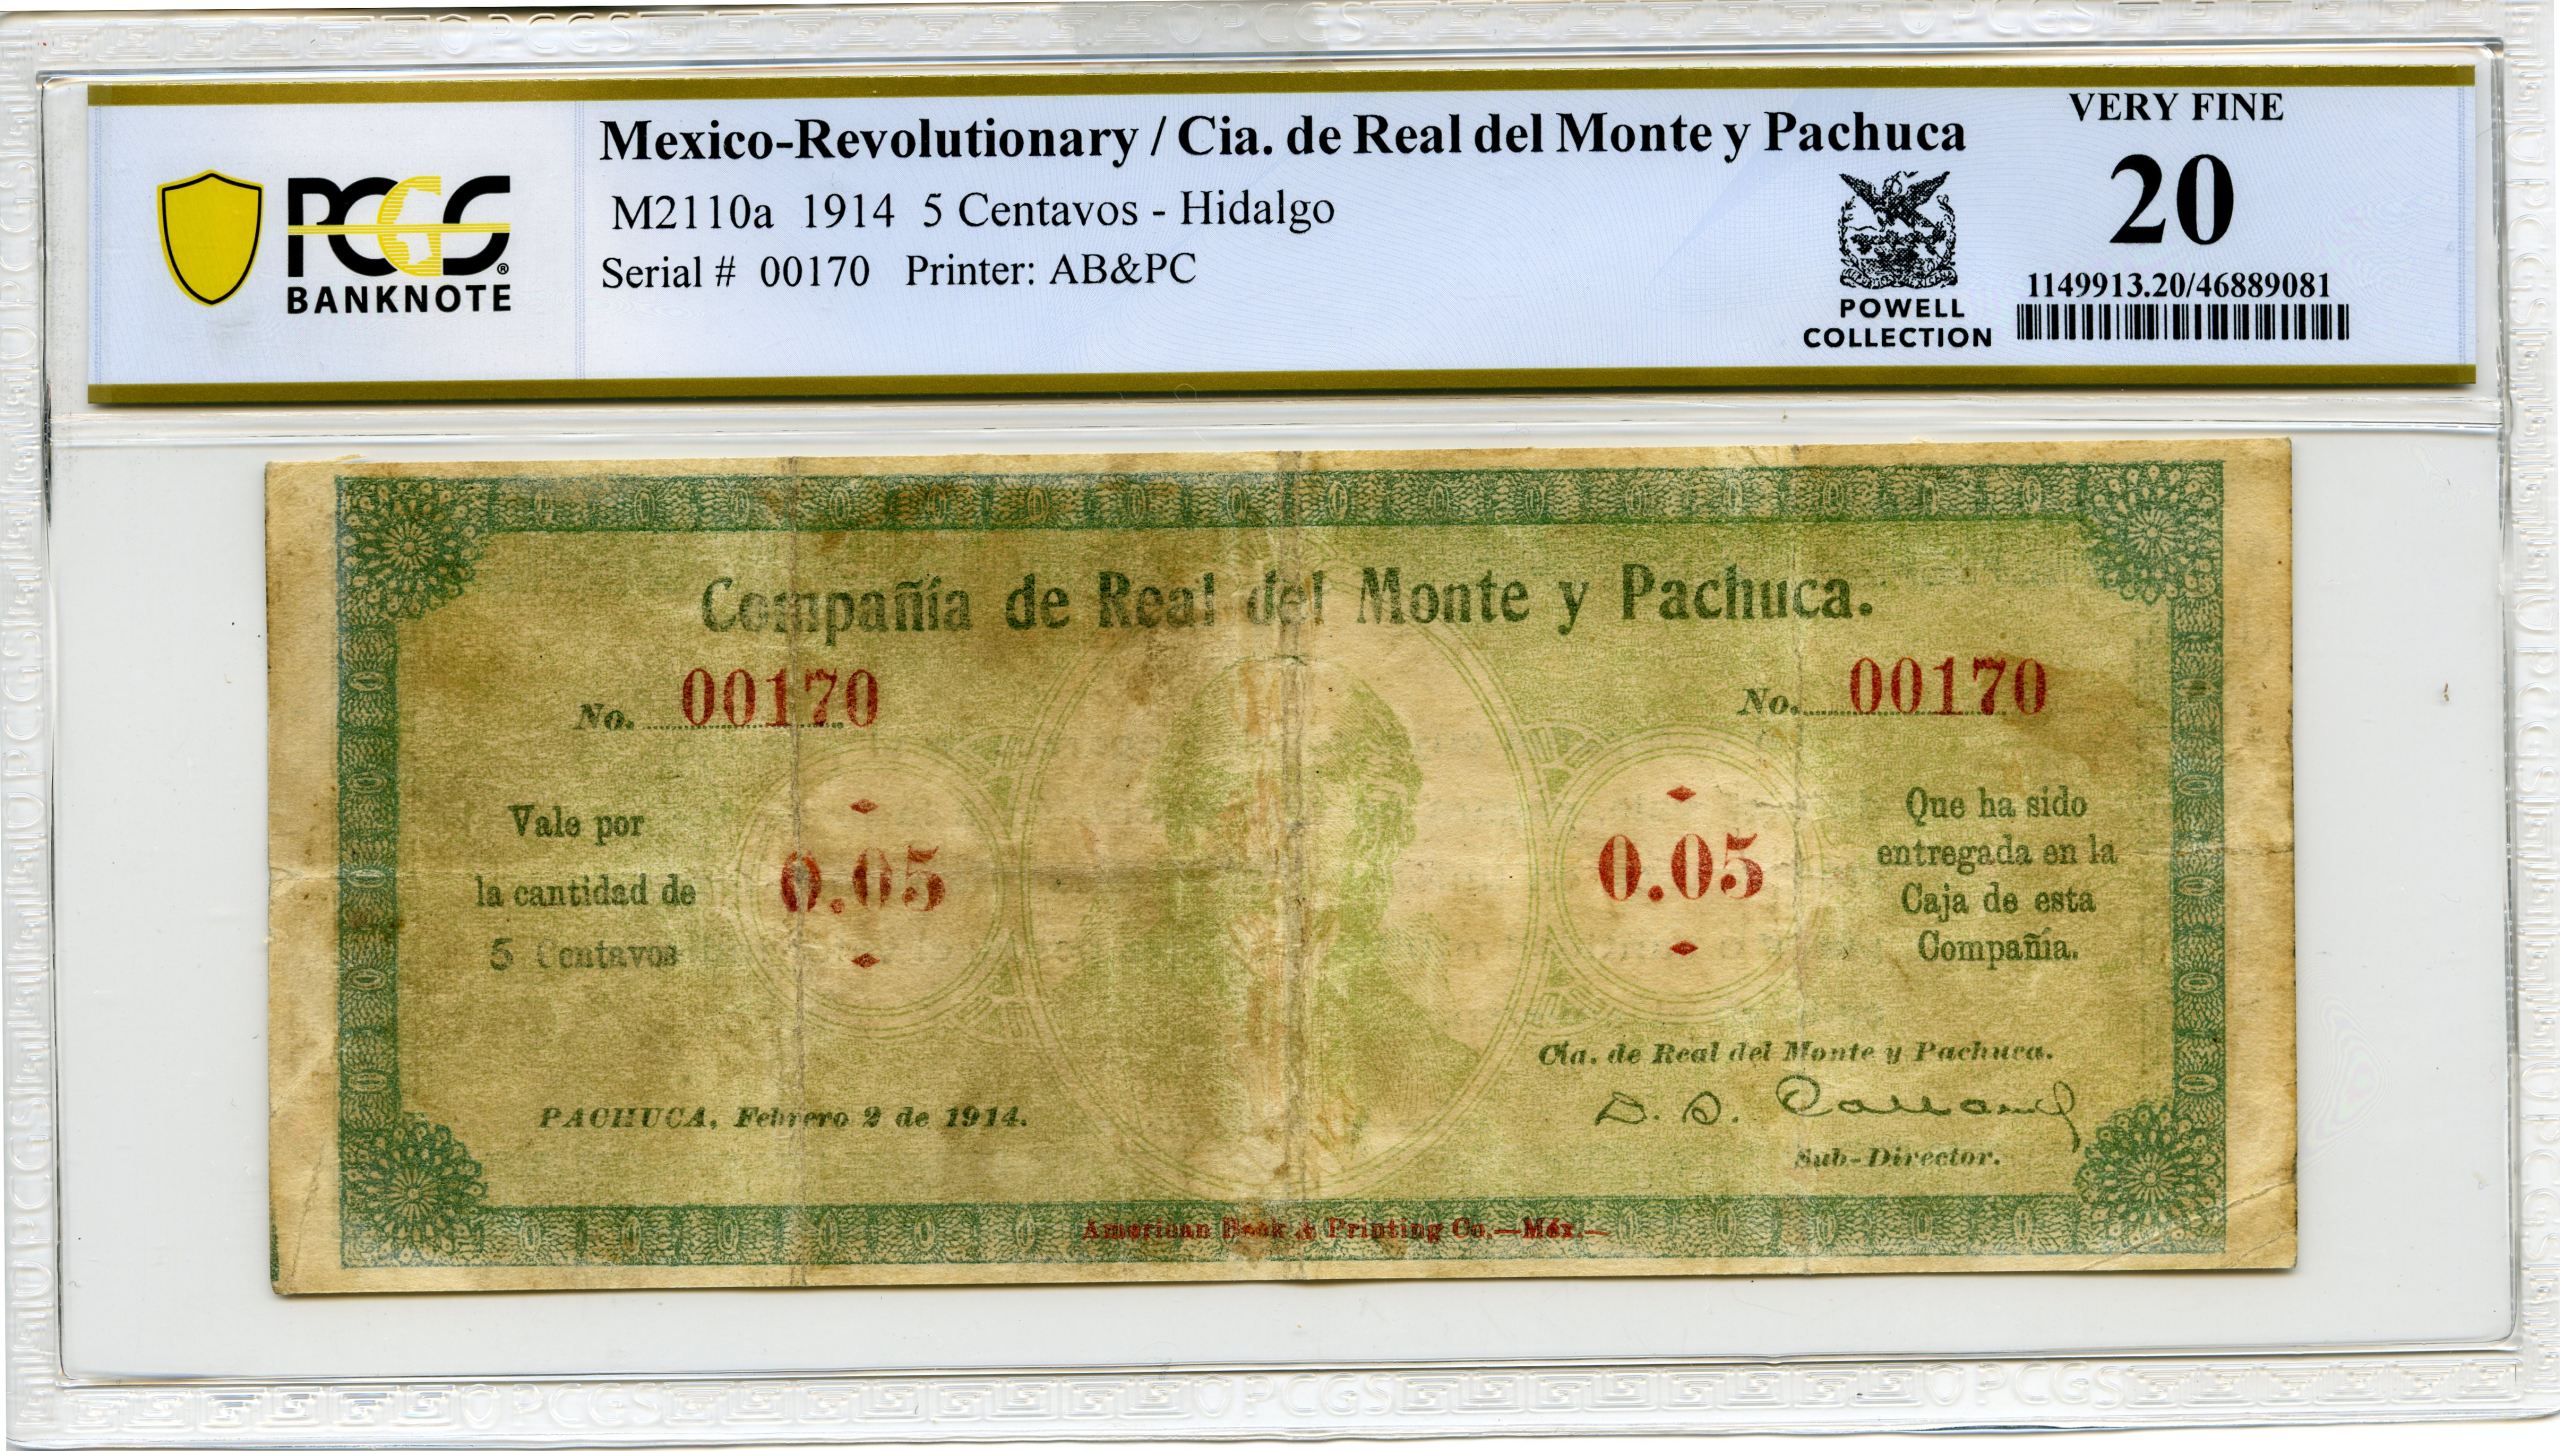 Mexico-Revolutionary / Cia. de Real del Monte y Pachuca
M2110a 1914 5 Centavos - Hidalgo
Serial # 00170 Printer: AB&PC
PCGS
BANKNOTE
POWELL
COLLECTION
VERY FINE
20
1149913.20/46889081
Compañía de Real del Monte y Pachuca.
No. 00170
No. 00170
Vale por
la cantidad de
5 Centavos
0.05
0.05
Que ha sido
entregada en la
Caja de esta
Compañía.
PACHUCA, Febrero 2 de 1914.
Cía. de Real del Monte y Pachuca.
Sub-Director.
American Book & Printing Co.—Méx.—